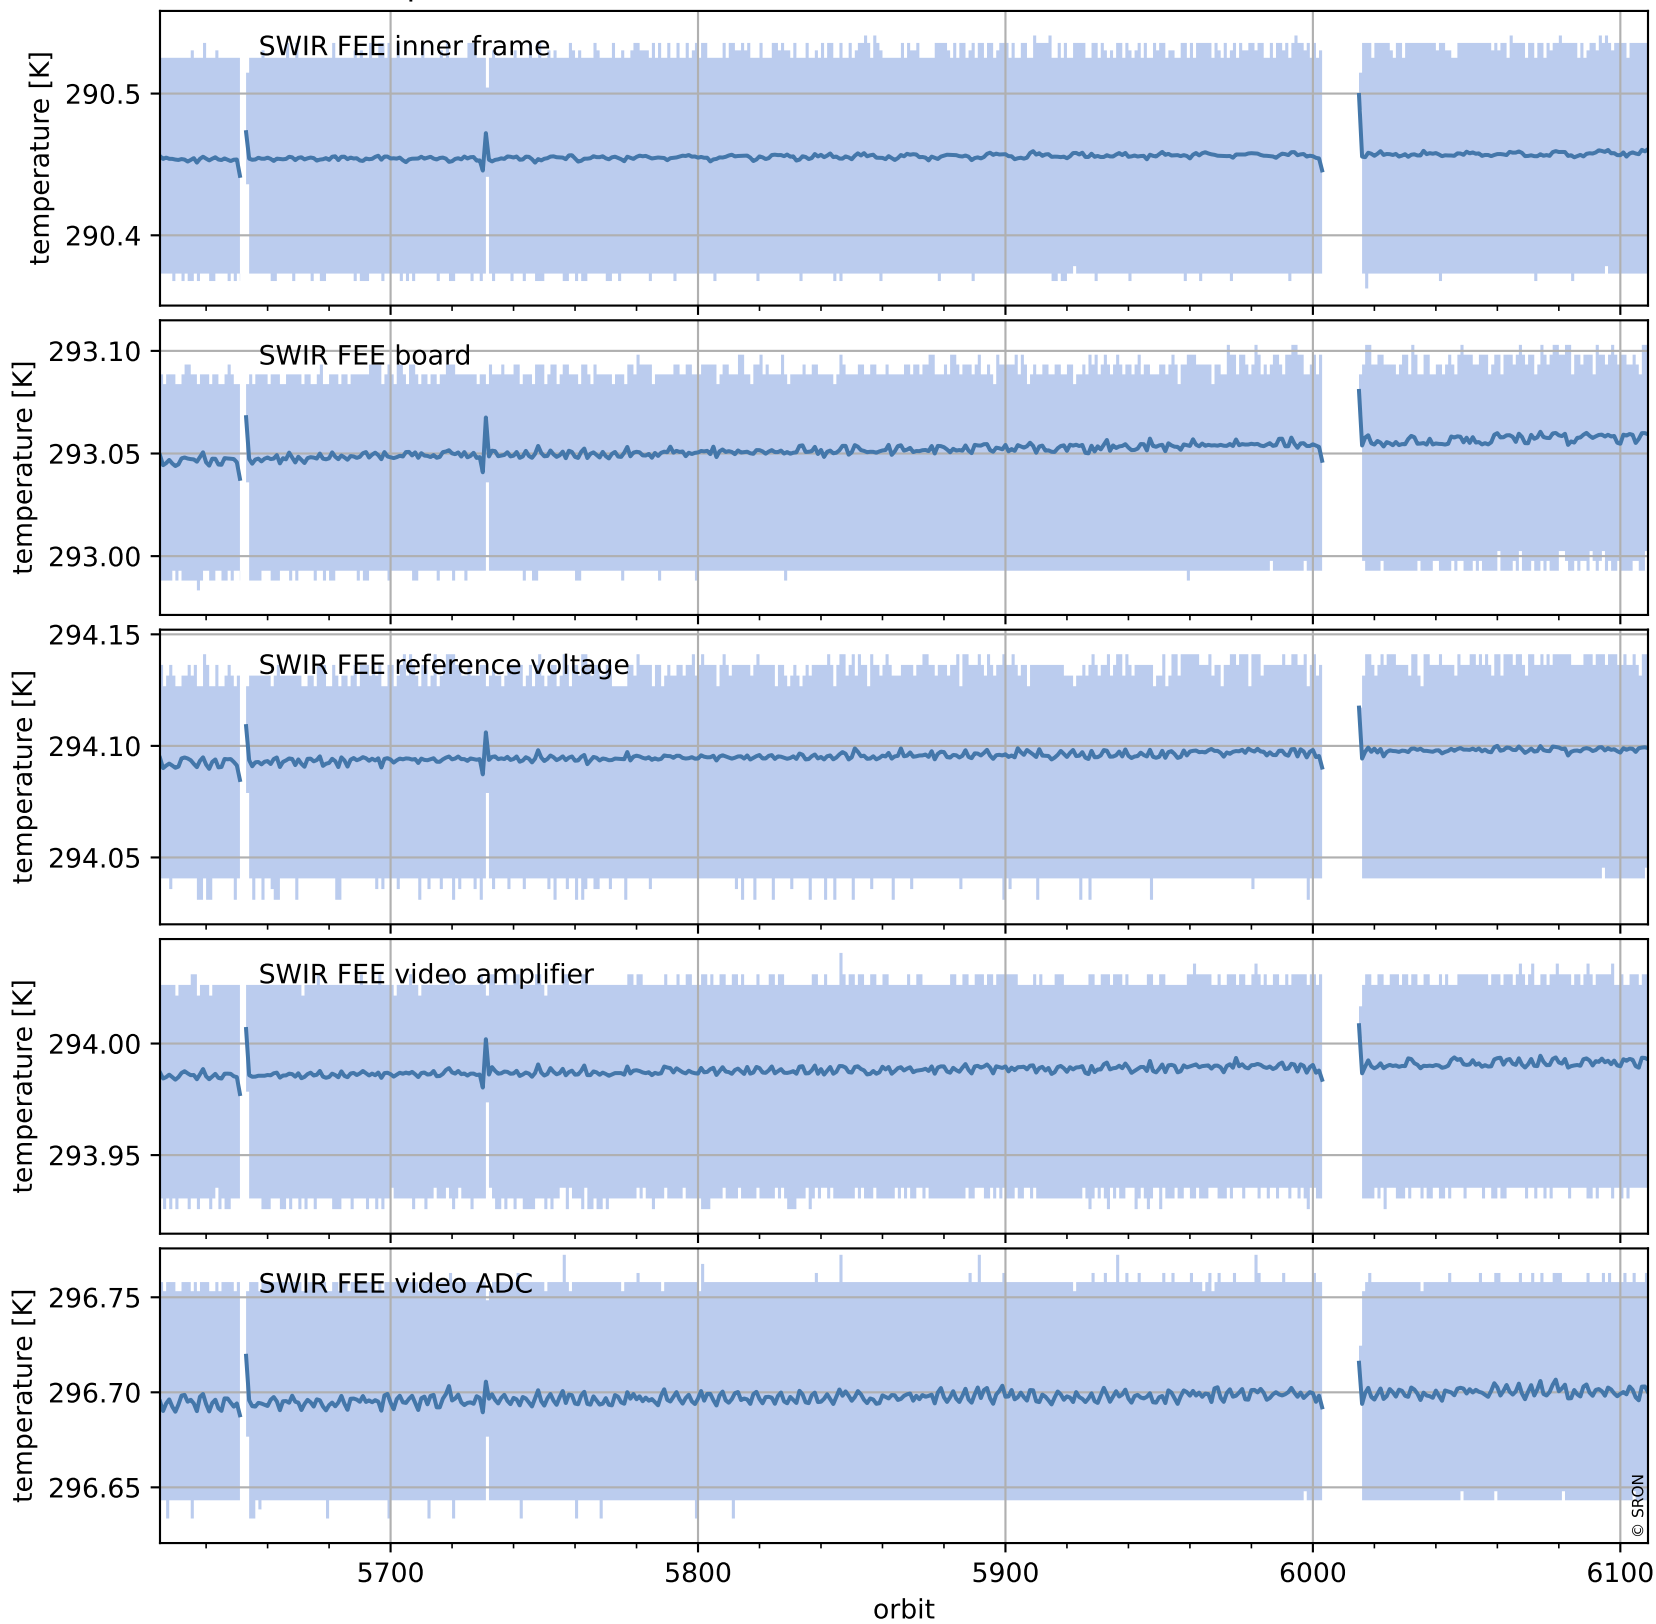 SWIR FEE inner frame
temperature [K]
290.5
290.4
SWIR FEE board
temperature [K]
293.10
293.05
293.00
SWIR FEE reference voltage
temperature [K]
294.15
294.10
294.05
SWIR FEE video amplifier
temperature [K]
294.00
293.95
SWIR FEE video ADC
temperature [K]
296.75
296.70
296.65
© SRON
5700
5800
5900
6000
6100
orbit